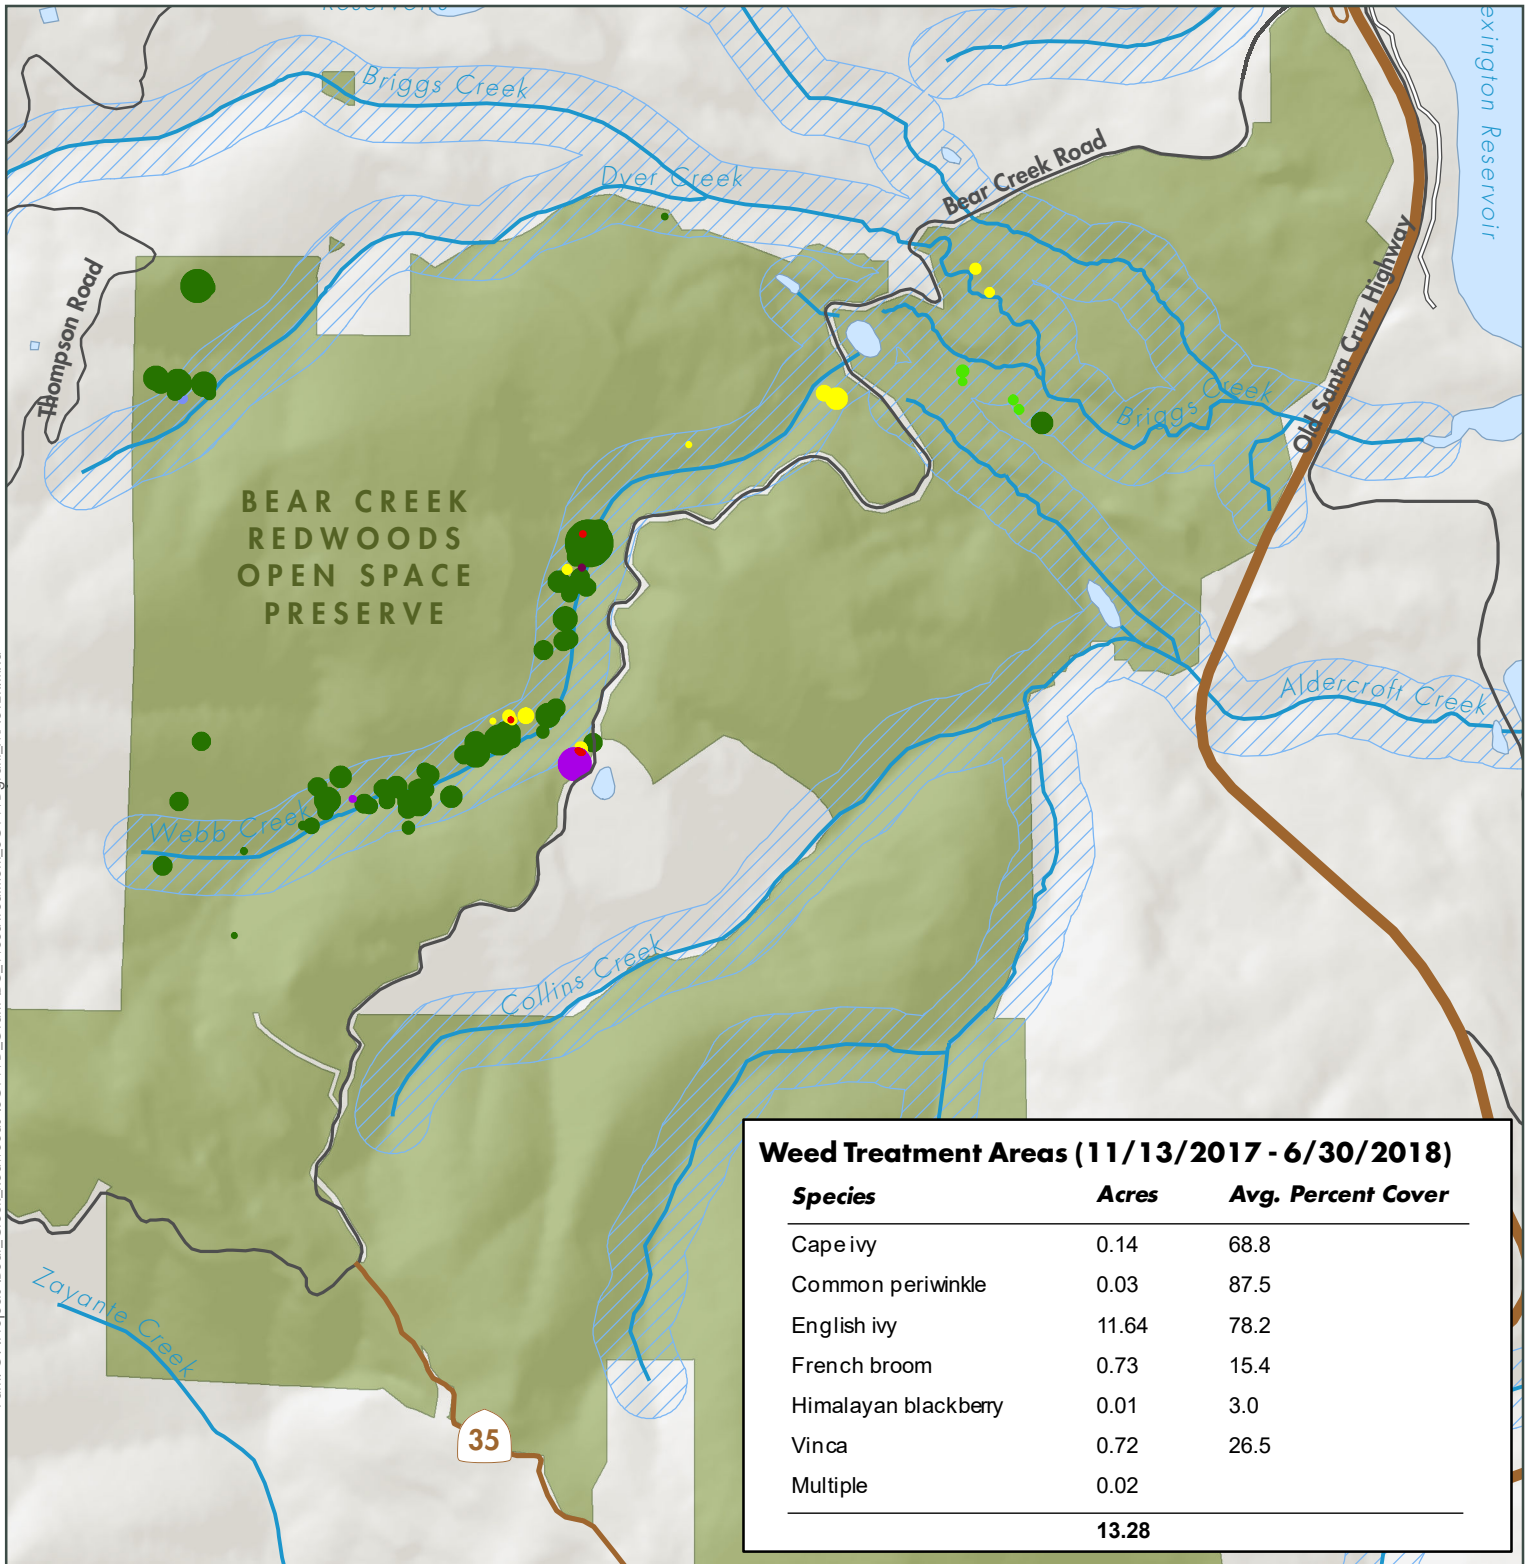 Briggs Creek
Dyer Creek
Bear Creek Road
Reservoir
Thompson Road
Old Santa Cruz Highway
Briggs Creek
BEAR CREEK
REDWOODS
OPEN SPACE
PRESERVE
Aldercroft Creek
Webb Creek
Collins Creek
Zayante Creek
35
Weed Treatment Areas (11/13/2017 - 6/30/2018)
Species Acres Avg. Percent Cover
Cape ivy 0.14 68.8
Common periwinkle 0.03 87.5
English ivy 11.64 78.2
French broom 0.73 15.4
Himalayan blackberry 0.01 3.0
Vinca 0.72 26.5
Multiple 0.02
13.28